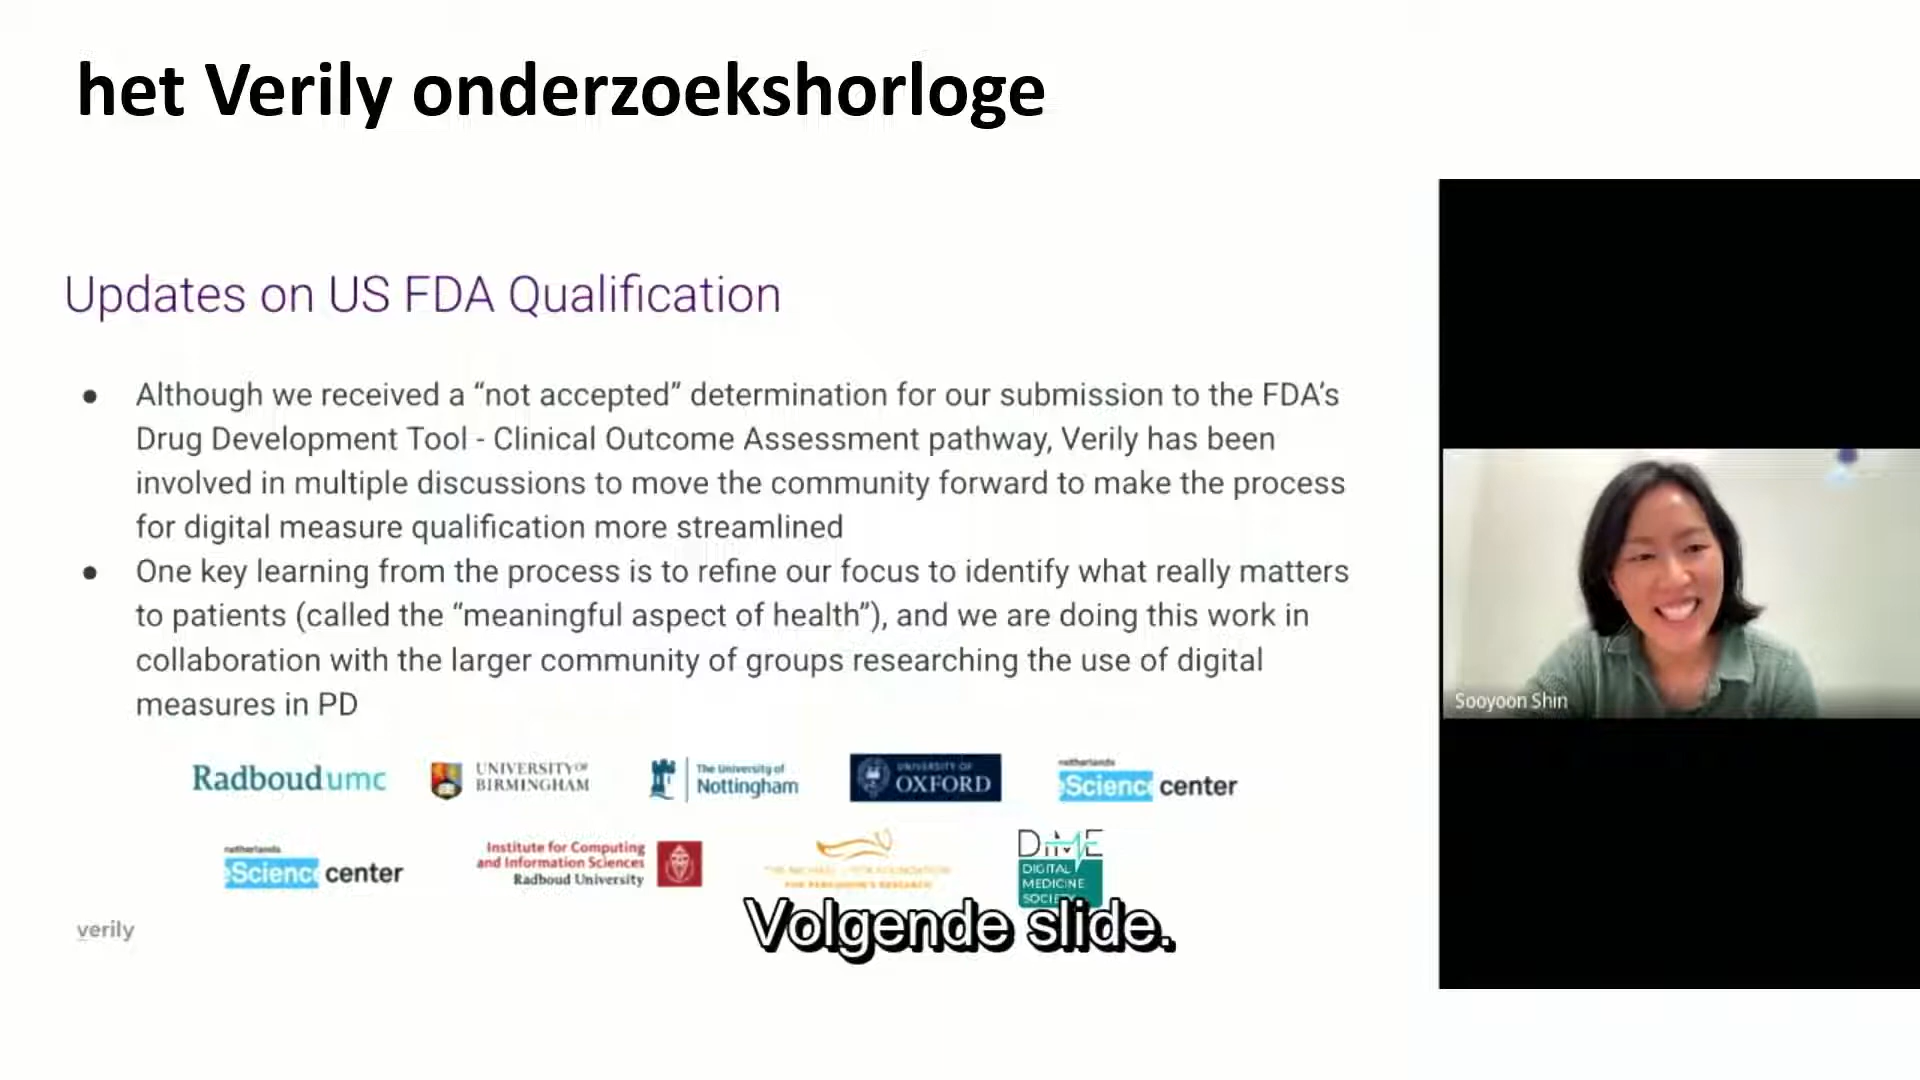 het Verily onderzoekshorloge
Updates on US FDA Qualification
● Although we received a “not accepted” determination for our submission to the FDA’s
Drug Development Tool - Clinical Outcome Assessment pathway, Verily has been
involved in multiple discussions to move the community forward to make the process
for digital measure qualification more streamlined
● One key learning from the process is to refine our focus to identify what really matters
to patients (called the “meaningful aspect of health”), and we are doing this work in
collaboration with the larger community of groups researching the use of digital
measures in PD
Sooyoon Shin
Radboudumc
UNIVERSITY OF
BIRMINGHAM
The University of
Nottingham
UNIVERSITY OF
OXFORD
netherlands
eScience center
netherlands
eScience center
Institute for Computing
and Information Sciences
Radboud University
FOR PARKINSON'S RESEARCH
DiME
DIGITAL
MEDICINE
SOCIETY
Volgende slide.
verily